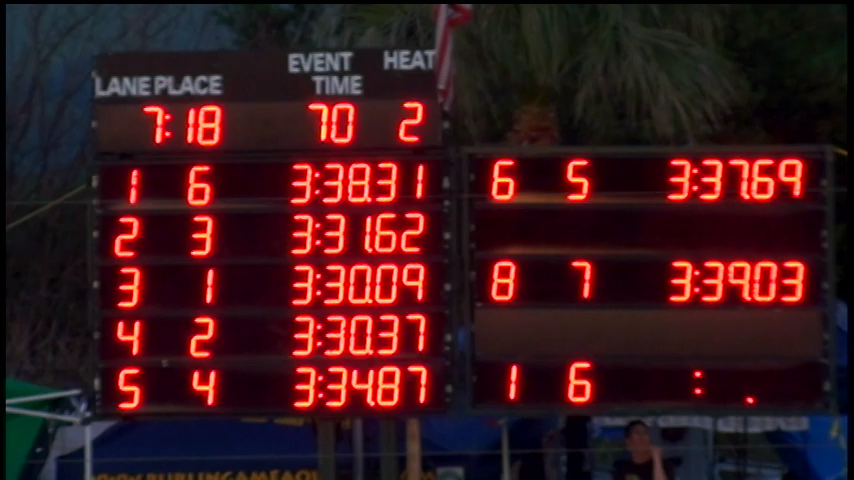 LANE PLACE EVENT TIME HEAT
7:18 70 2
1 6 3:38.31
2 3 3:31.62
3 1 3:30.09
4 2 3:30.37
5 4 3:34.87
6 5 3:37.69
8 7 3:39.03
1 6 : .